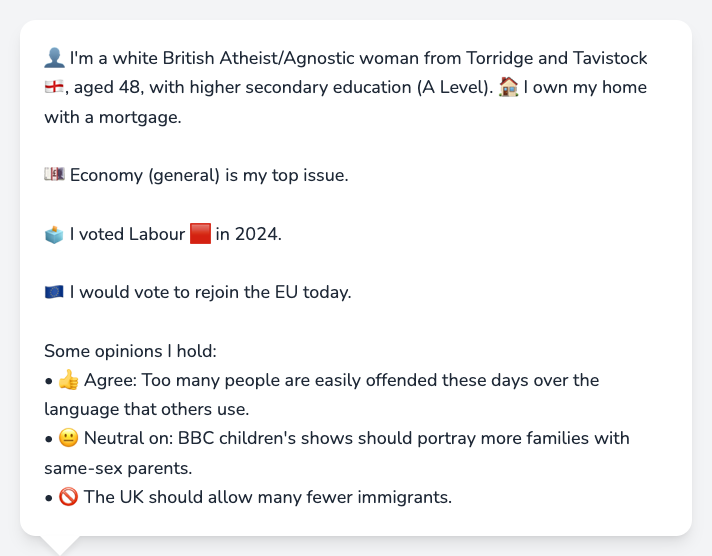 👤 I'm a white British Atheist/Agnostic woman from Torridge and Tavistock
🏴󠁧󠁢󠁥󠁮󠁧󠁿, aged 48, with higher secondary education (A Level). 🏠 I own my home
with a mortgage.
💷 Economy (general) is my top issue.
🗳️ I voted Labour 🟥 in 2024.
🇪🇺 I would vote to rejoin the EU today.
Some opinions I hold:
• 👍 Agree: Too many people are easily offended these days over the
language that others use.
• 😐 Neutral on: BBC children's shows should portray more families with
same-sex parents.
• 🚫 The UK should allow many fewer immigrants.